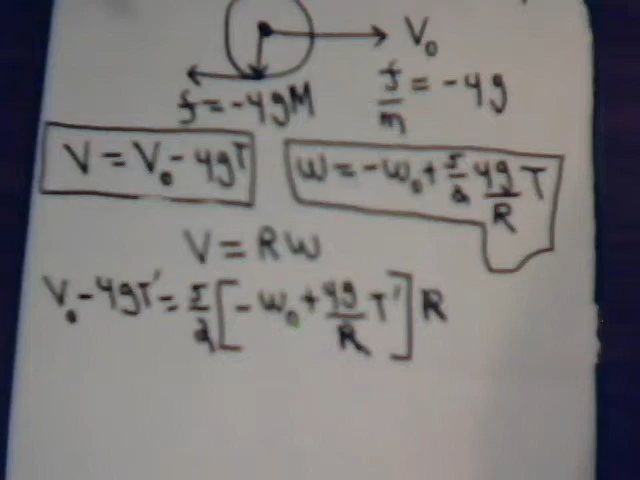 V₀
f = -μgM
f/m = -μg
V = V₀ - μgT
ω = -ω₀ + 5/2 μg/R T
V = Rω
V₀ - μgT' = 5/2 [-ω₀ + μg/R T'] R